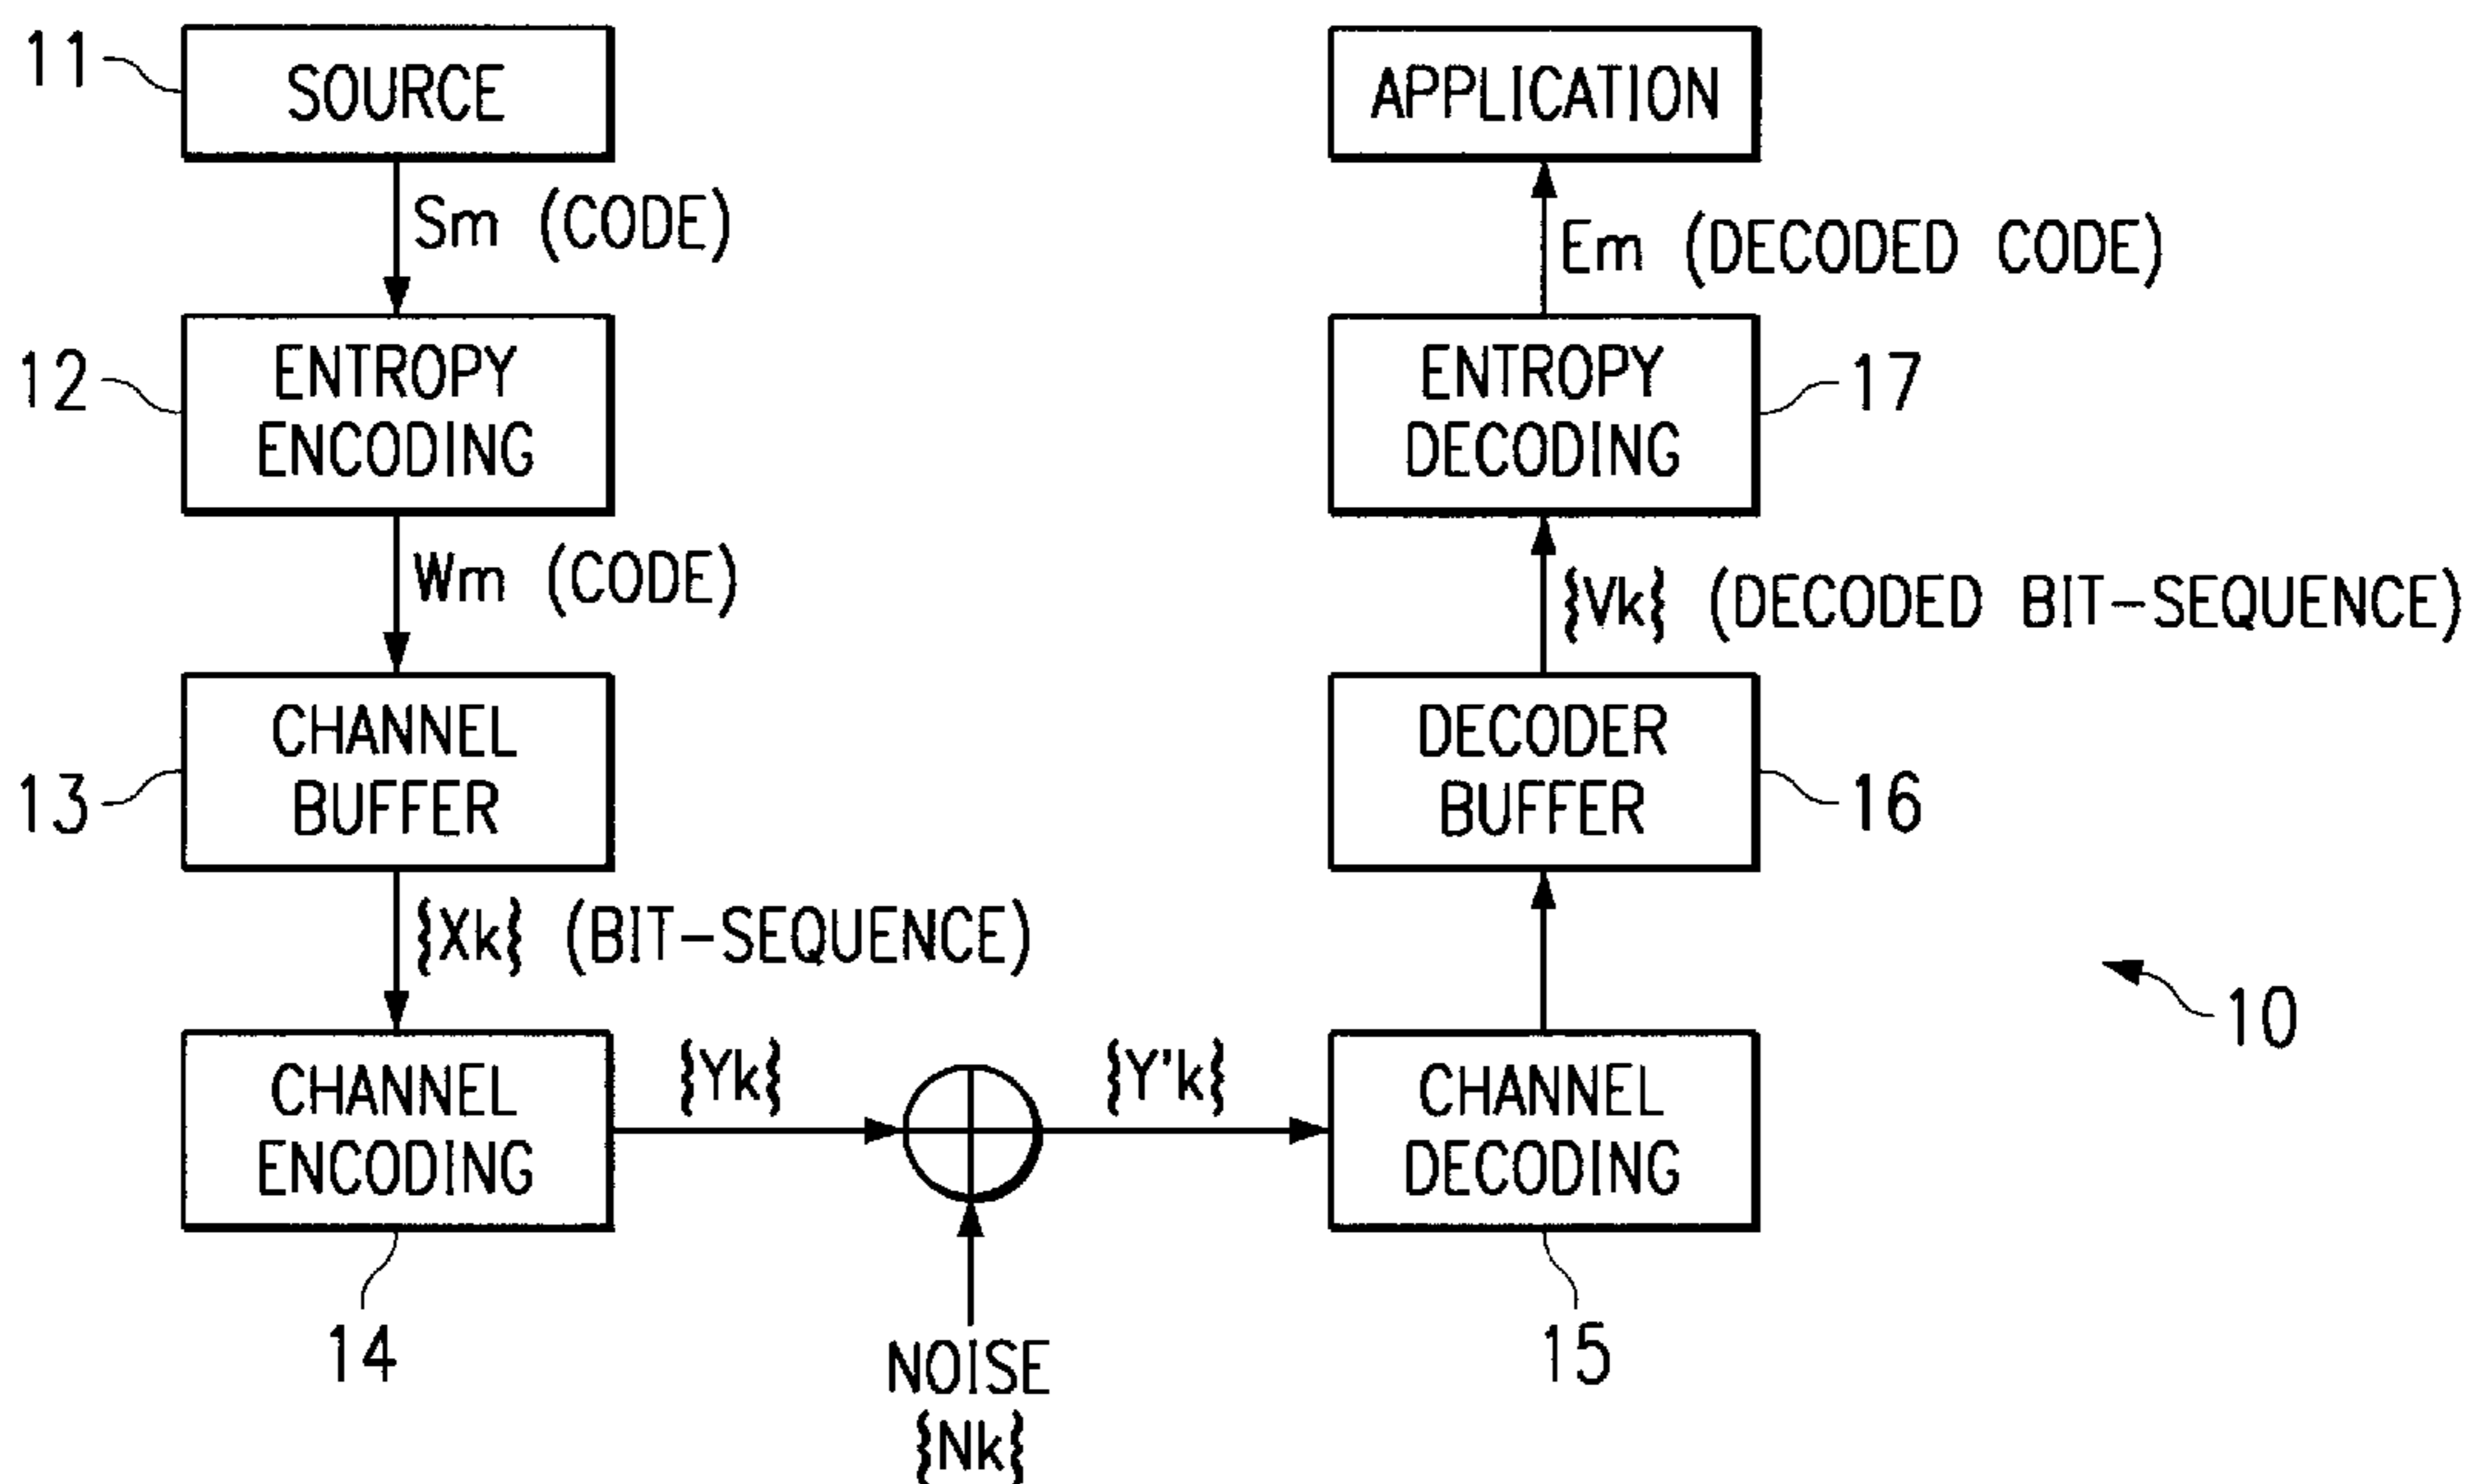 11
SOURCE
Sm (CODE)
12
ENTROPY
ENCODING
Wm (CODE)
13
CHANNEL
BUFFER
{Xk} (BIT-SEQUENCE)
CHANNEL
ENCODING
14
{Yk}
NOISE
{Nk}
{Y'k}
CHANNEL
DECODING
15
DECODER
BUFFER
16
{Vk} (DECODED BIT-SEQUENCE)
ENTROPY
DECODING
17
Em (DECODED CODE)
APPLICATION
10